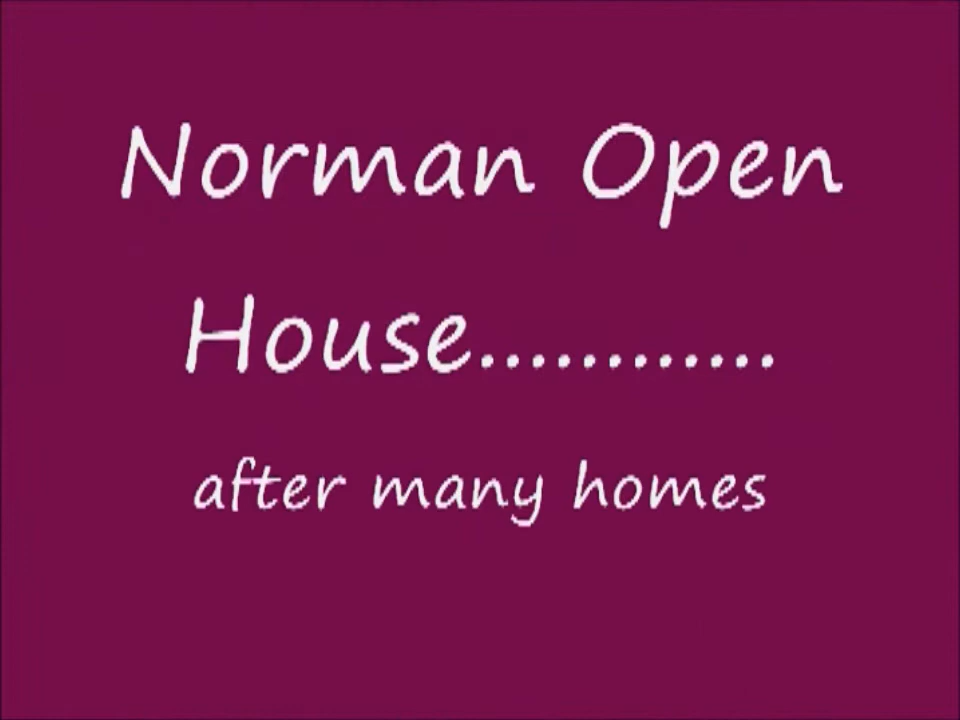 Norman Open
House............
after many homes